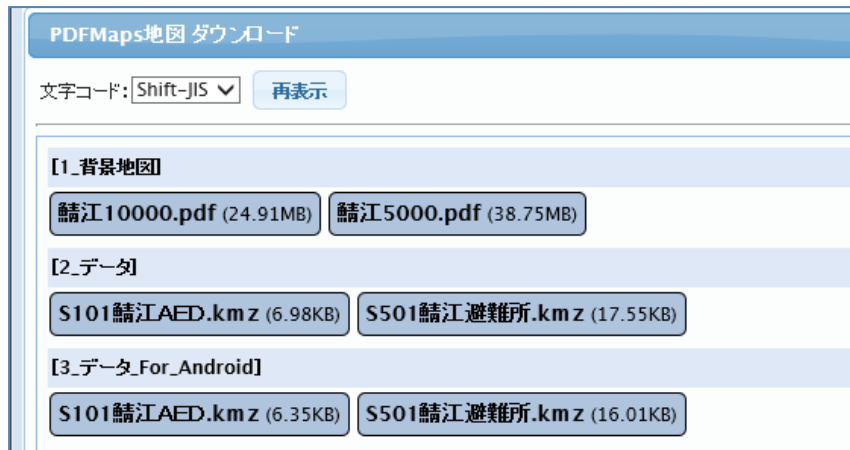 PDFMaps地図 ダウンロード
文字コード: Shift-JIS 再表示
[1_背景地図]
鯖江10000.pdf (24.91MB) 鯖江5000.pdf (38.75MB)
[2_データ]
S101鯖江AED.kmz (6.98KB) S501鯖江避難所.kmz (17.55KB)
[3_データ_For_Android]
S101鯖江AED.kmz (6.35KB) S501鯖江避難所.kmz (16.01KB)